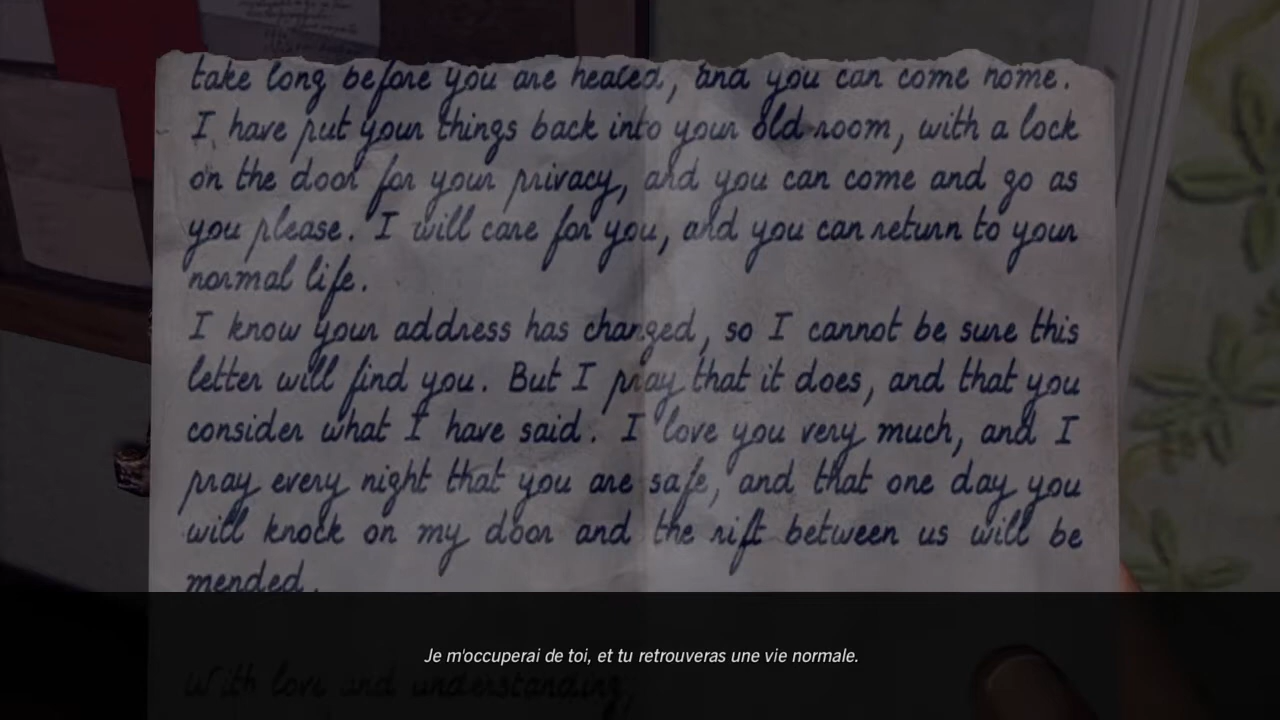 take long before you are healed, and you can come home.
I have put your things back into your old room, with a lock
on the door for your privacy, and you can come and go as
you please. I will care for you, and you can return to your
normal life.
I know your address has changed, so I cannot be sure this
letter will find you. But I pray that it does, and that you
consider what I have said. I love you very much, and I
pray every night that you are safe, and that one day you
will knock on my door and the rift between us will be
mended.
Je m'occuperai de toi, et tu retrouveras une vie normale.
With love and understanding,